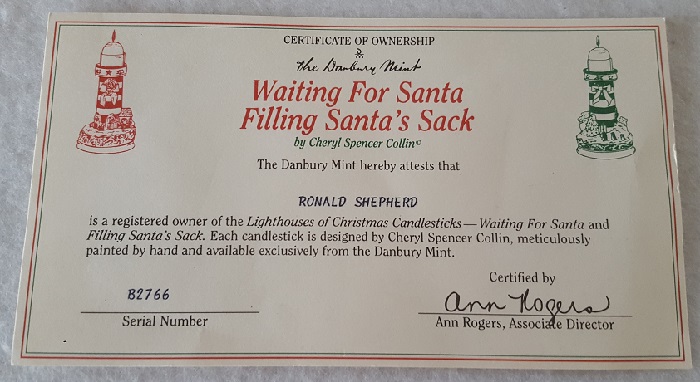 CERTIFICATE OF OWNERSHIP
The Danbury Mint
Waiting For Santa
Filling Santa's Sack
by Cheryl Spencer Collin©
The Danbury Mint hereby attests that
RONALD SHEPHERD
is a registered owner of the Lighthouses of Christmas Candlesticks — Waiting For Santa and
Filling Santa's Sack. Each candlestick is designed by Cheryl Spencer Collin, meticulously
painted by hand and available exclusively from the Danbury Mint.
Certified by
B2766
Ann Rogers
Serial Number
Ann Rogers, Associate Director